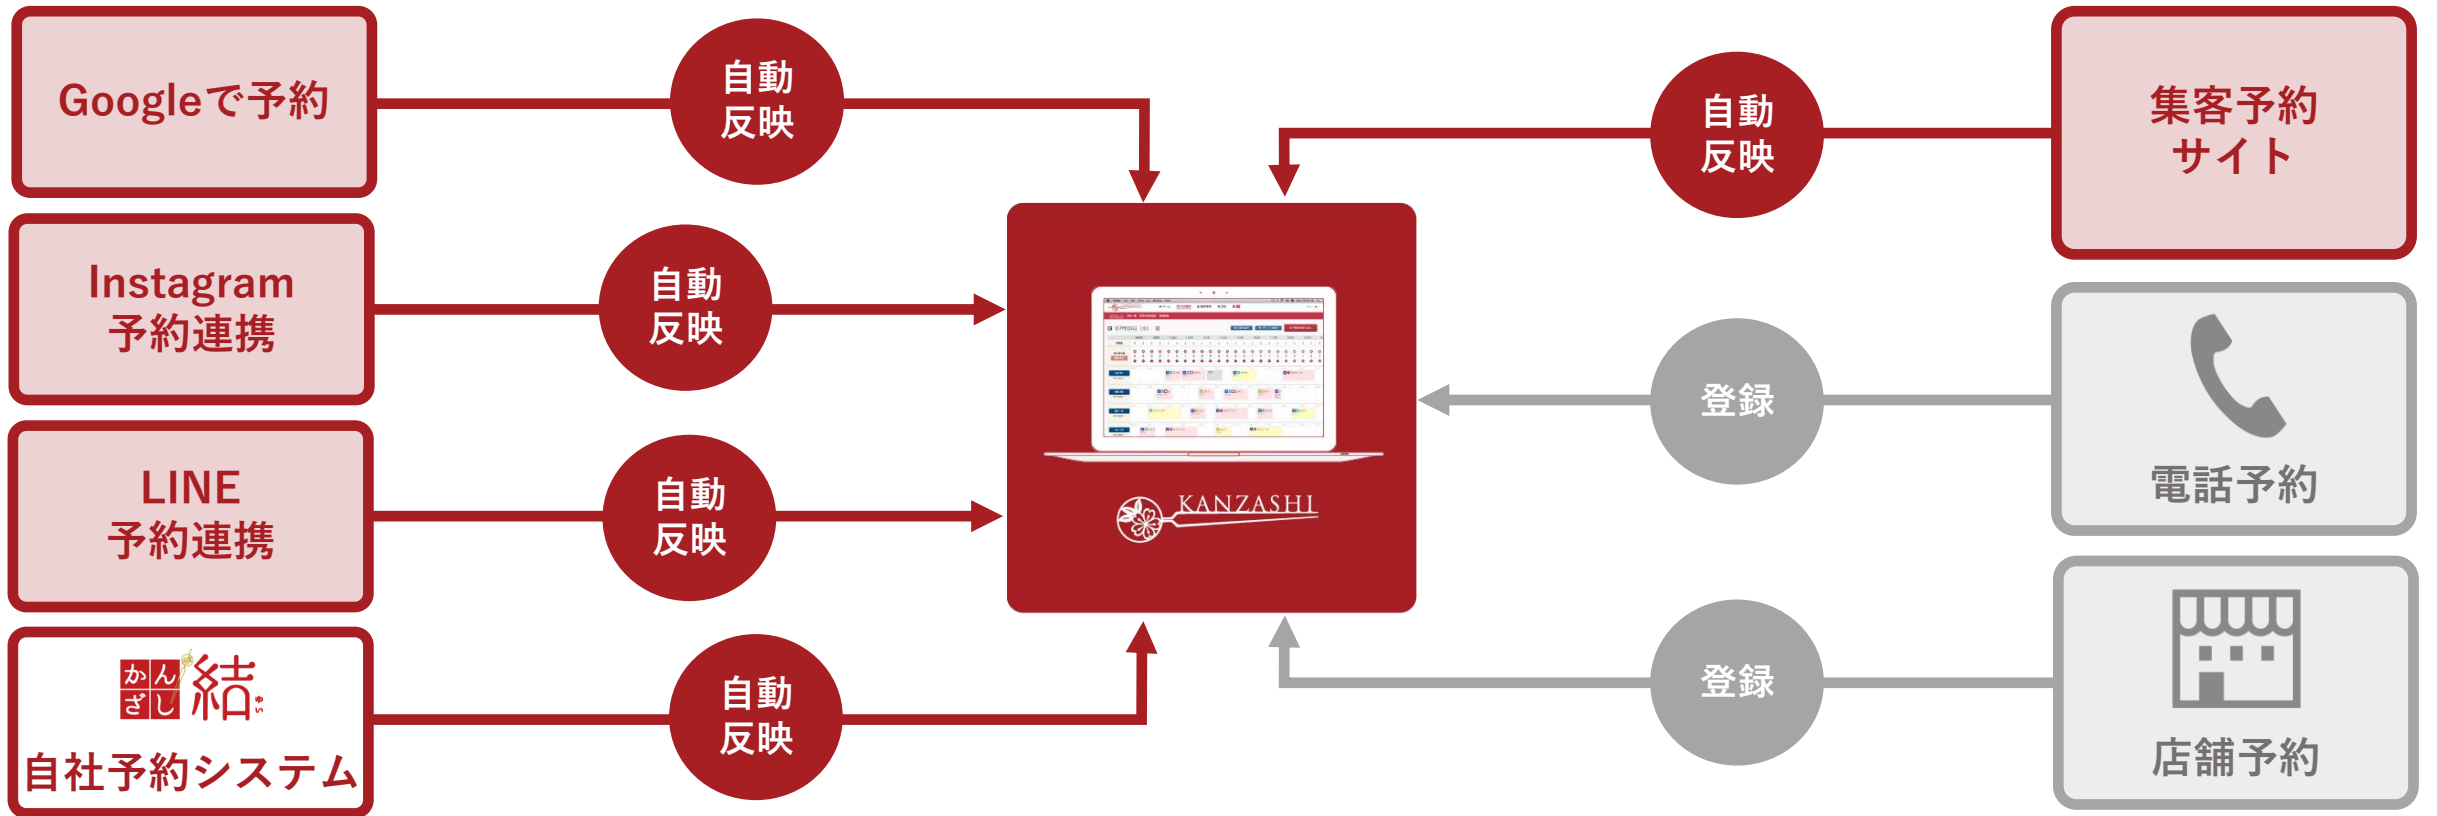 Googleで予約
自動
反映
Instagram
予約連携
自動
反映
LINE
予約連携
自動
反映
かん
ざし
結
ゆい
自社予約システム
自動
反映
KANZASHI
自動
反映
集客予約
サイト
登録
電話予約
登録
店舗予約